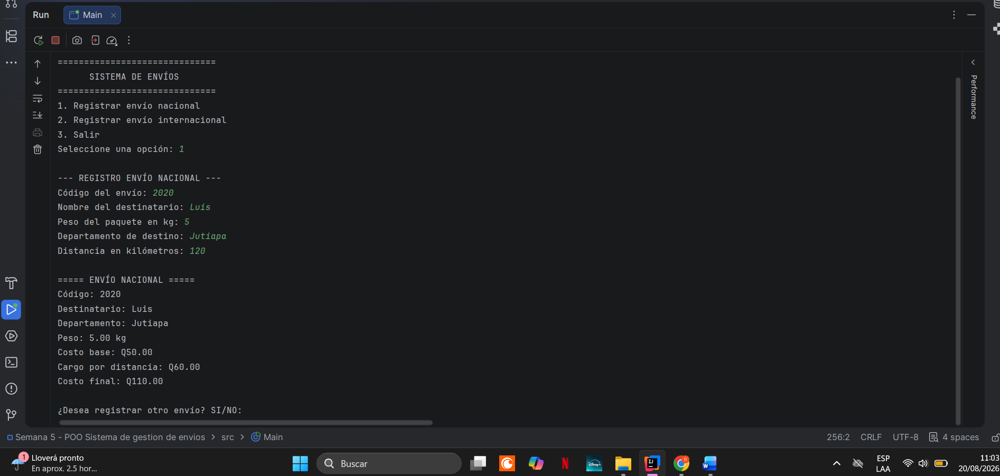 Run
Main
==============================
SISTEMA DE ENVÍOS
==============================
1. Registrar envío nacional
2. Registrar envío internacional
3. Salir
Seleccione una opción: 1
--- REGISTRO ENVÍO NACIONAL ---
Código del envío: 2020
Nombre del destinatario: Luis
Peso del paquete en kg: 5
Departamento de destino: Jutiapa
Distancia en kilómetros: 120
===== ENVÍO NACIONAL =====
Código: 2020
Destinatario: Luis
Departamento: Jutiapa
Peso: 5.00 kg
Costo base: Q50.00
Cargo por distancia: Q60.00
Costo final: Q110.00
¿Desea registrar otro envío? SI/NO:
Performance
Semana 5 - POO Sistema de gestion de envios > src > Main
256:2 CRLF UTF-8 4 spaces
1
Lloverá pronto
En aprox. 2.5 hor...
Buscar
Disney+
IJ
G
W
ESP
LAA
11:03
20/08/2026